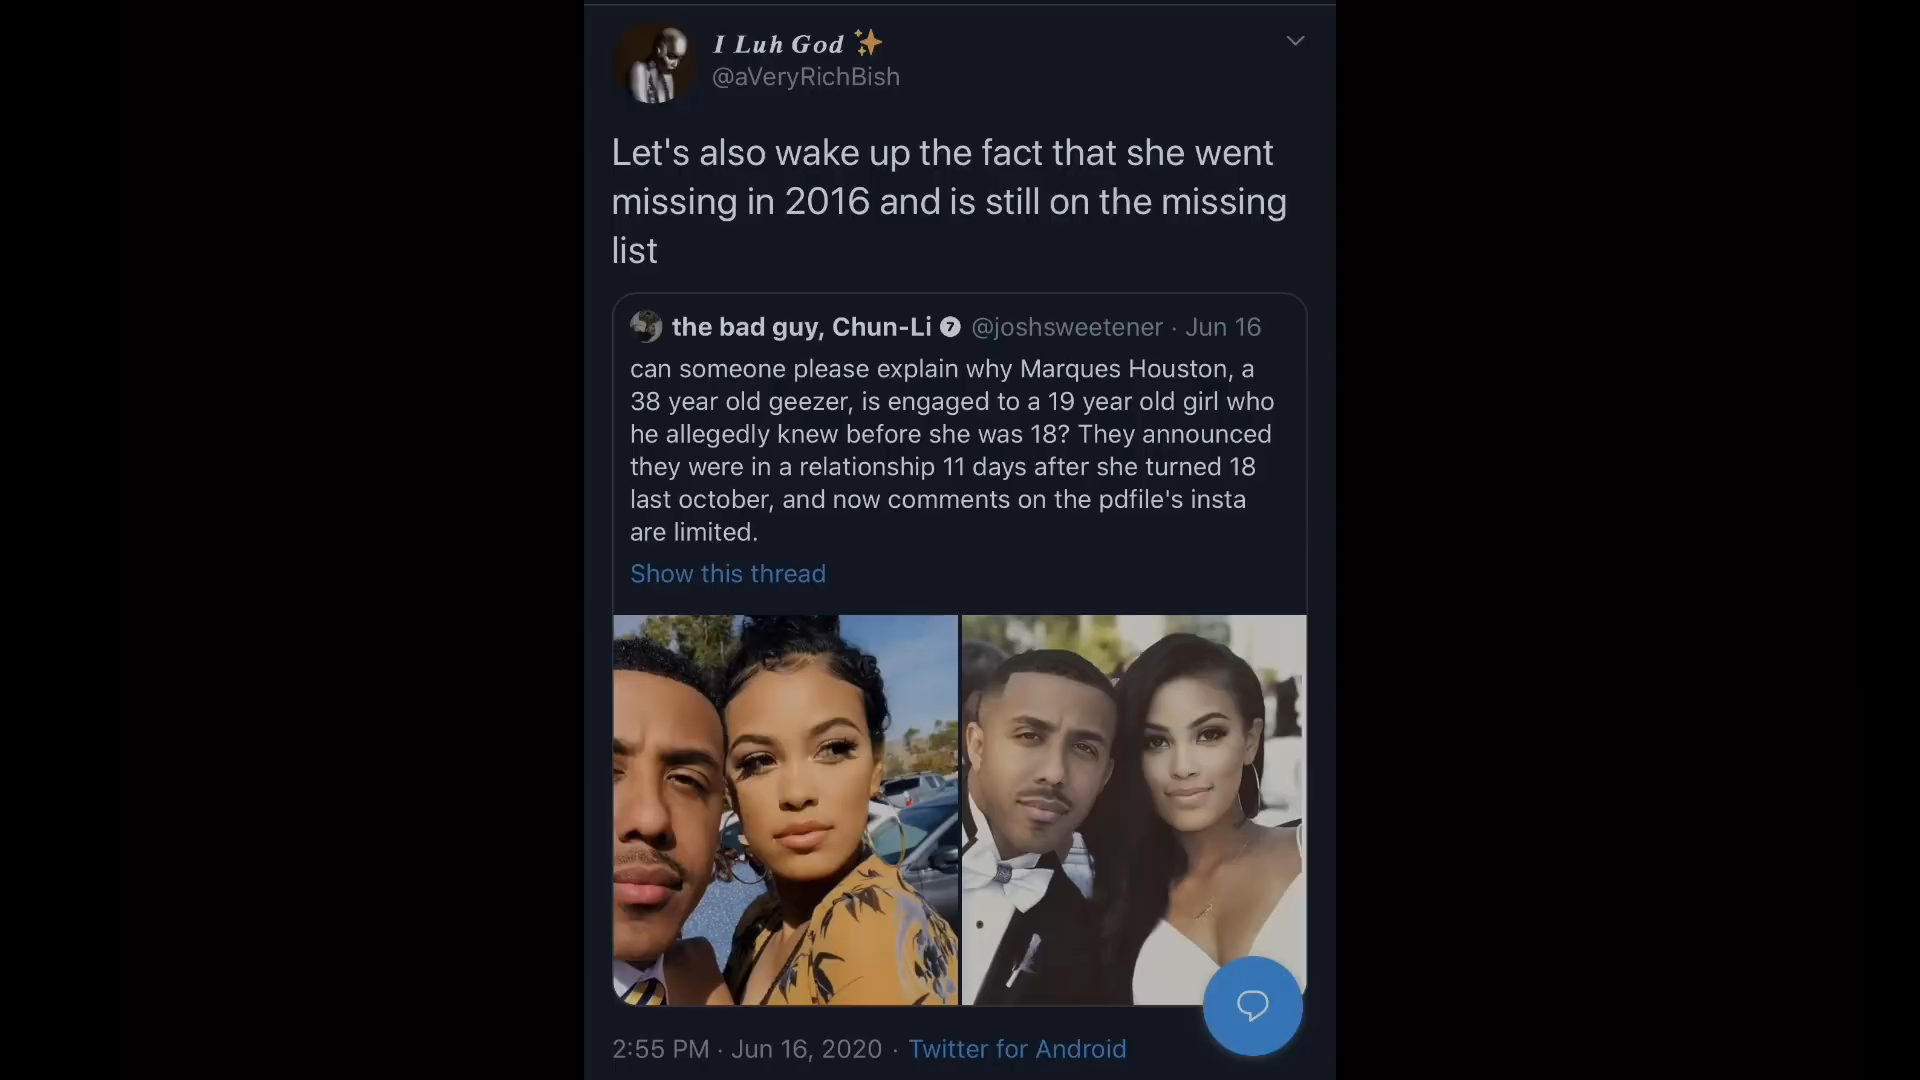 I Luh God ✨
@aVeryRichBish
Let's also wake up the fact that she went
missing in 2016 and is still on the missing
list
the bad guy, Chun-Li 7 @joshsweetener · Jun 16
can someone please explain why Marques Houston, a
38 year old geezer, is engaged to a 19 year old girl who
he allegedly knew before she was 18? They announced
they were in a relationship 11 days after she turned 18
last october, and now comments on the pdfile's insta
are limited.
Show this thread
2:55 PM · Jun 16, 2020 · Twitter for Android